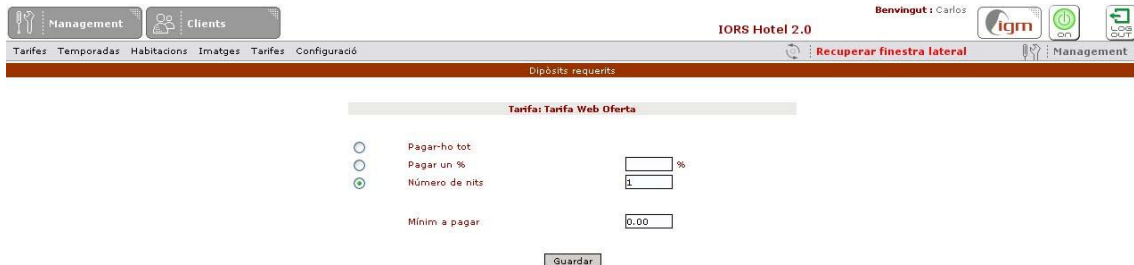 Management
Clients
Benvingut : Carlos
IORS Hotel 2.0
igm
on
LOG
OUT
Tarifes Temporadas Habitacions Imatges Tarifes Configuració
Recuperar finestra lateral
Management
Dipòsits requerits
Tarifa: Tarifa Web Oferta
Pagar-ho tot
Pagar un % %
Número de nits 1
Mínim a pagar 0.00
Guardar